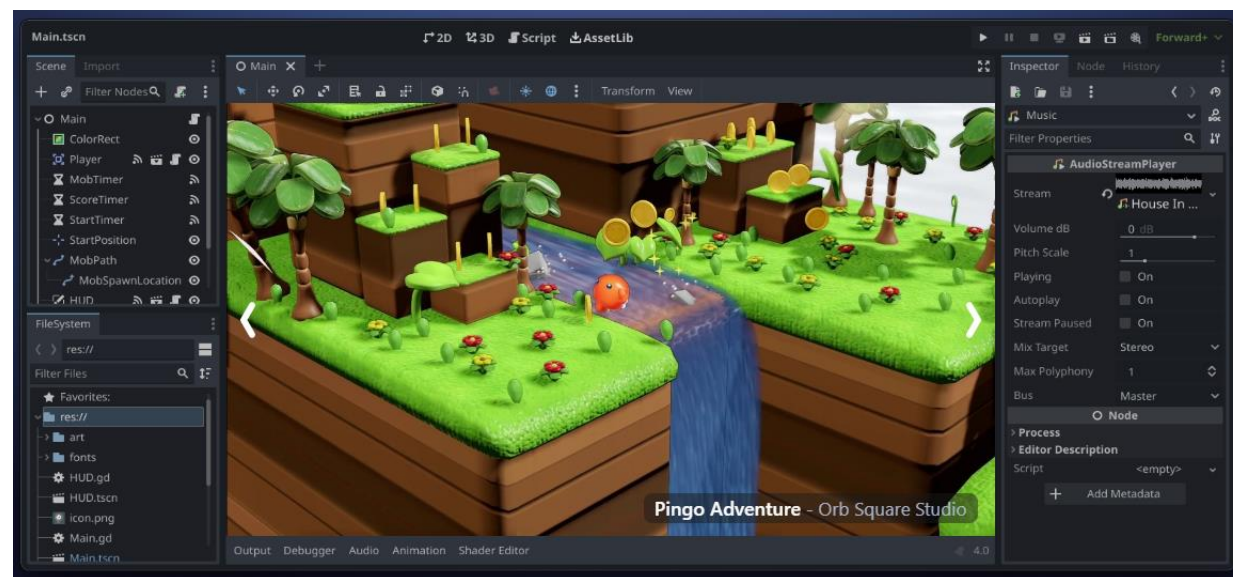 Main.tscn
2D 3D Script AssetLib
Forward+
Scene Import
Filter Nodes
Main
ColorRect
Player
MobTimer
ScoreTimer
StartTimer
StartPosition
MobPath
MobSpawnLocation
HUD
FileSystem
res://
Filter Files
Favorites:
res://
art
fonts
HUD.gd
HUD.tscn
icon.png
Main.gd
Main.tscn
Main
Transform View
Pingo Adventure - Orb Square Studio
Output Debugger Audio Animation Shader Editor
4.0
Inspector Node History
Music
DOC
Filter Properties
AudioStreamPlayer
Stream
House In ...
Volume dB 0 dB
Pitch Scale 1
Playing On
Autoplay On
Stream Paused On
Mix Target Stereo
Max Polyphony 1
Bus Master
Node
Process
Editor Description
Script <empty>
Add Metadata